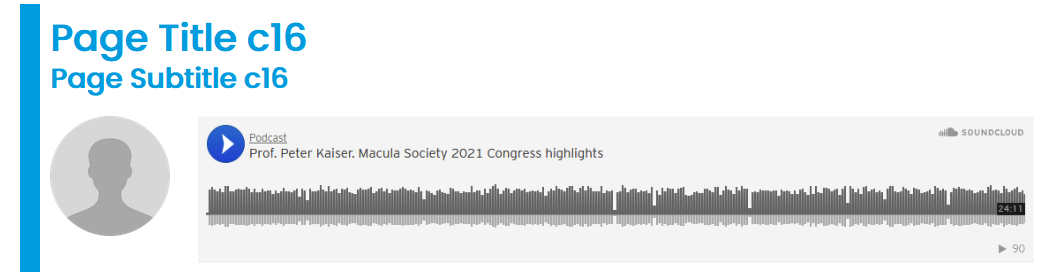 Page Title c16
Page Subtitle c16
Podcast
SOUNDCLOUD
Prof. Peter Kaiser. Macula Society 2021 Congress highlights
24:11
90